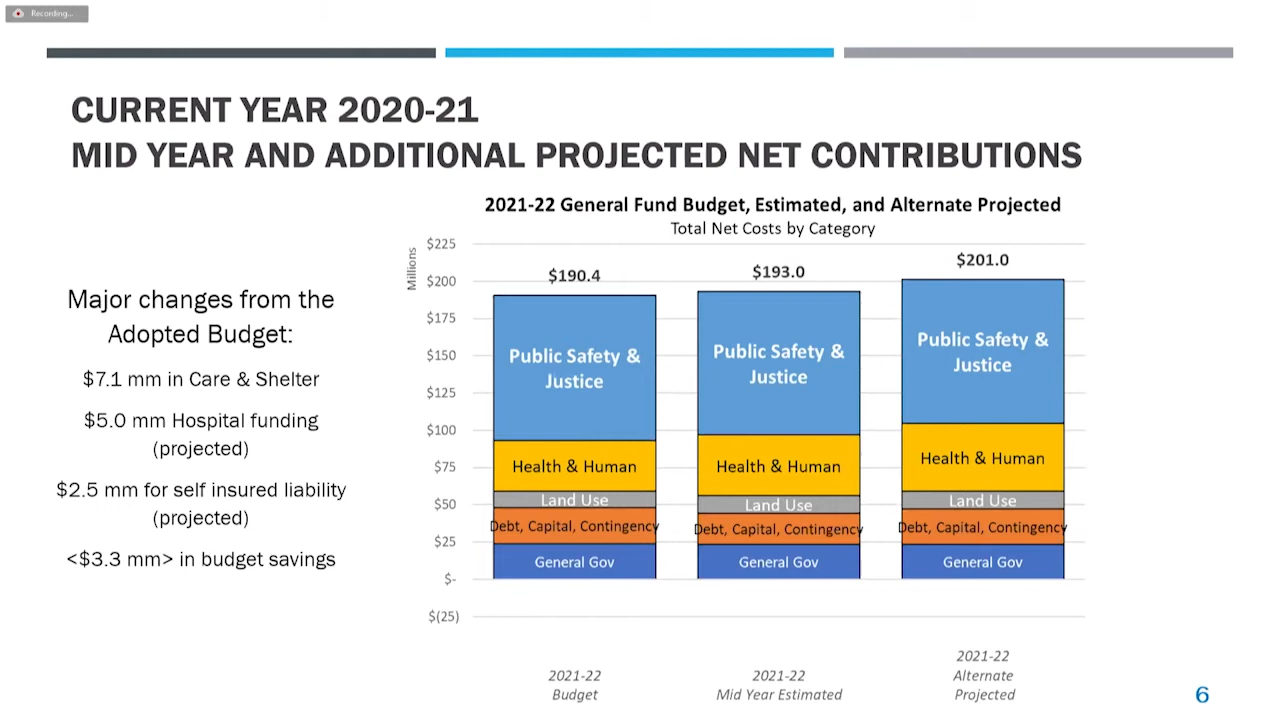 Recording...
CURRENT YEAR 2020-21
MID YEAR AND ADDITIONAL PROJECTED NET CONTRIBUTIONS
Major changes from the
Adopted Budget:
$7.1 mm in Care & Shelter
$5.0 mm Hospital funding
(projected)
$2.5 mm for self insured liability
(projected)
<$3.3 mm> in budget savings
2021-22 General Fund Budget, Estimated, and Alternate Projected
Total Net Costs by Category
Millions
$225
$200
$175
$150
$125
$100
$75
$50
$25
$-
$(25)
$190.4
Public Safety &
Justice
Health & Human
Land Use
Debt, Capital, Contingency
General Gov
2021-22
Budget
$193.0
Public Safety &
Justice
Health & Human
Land Use
Debt, Capital, Contingency
General Gov
2021-22
Mid Year Estimated
$201.0
Public Safety &
Justice
Health & Human
Land Use
Debt, Capital, Contingency
General Gov
2021-22
Alternate
Projected
6